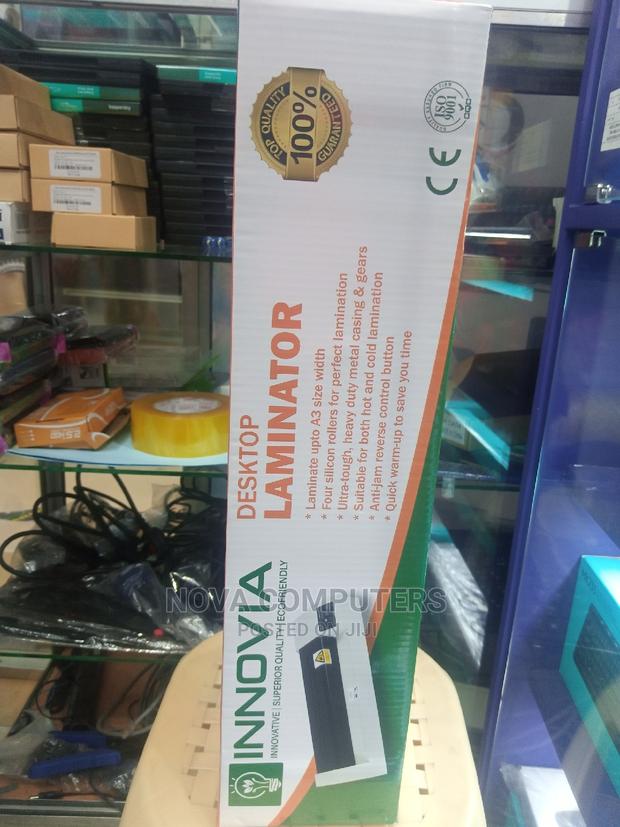 TOP QUALITY
100%
GUARANTEED
ISO
9001
CE
DESKTOP
LAMINATOR
* Laminate upto A3 size width
* Four silicon rollers for perfect lamination
* Ultra-tough, heavy duty metal casing & gears
* Suitable for both hot and cold lamination
* Anti-jam reverse control button
* Quick warm-up to save you time
INNOVIA
INNOVATIVE | SUPERIOR QUALITY | ECOFRIENDLY
NOVA COMPUTERS
POSTED ON JIJI